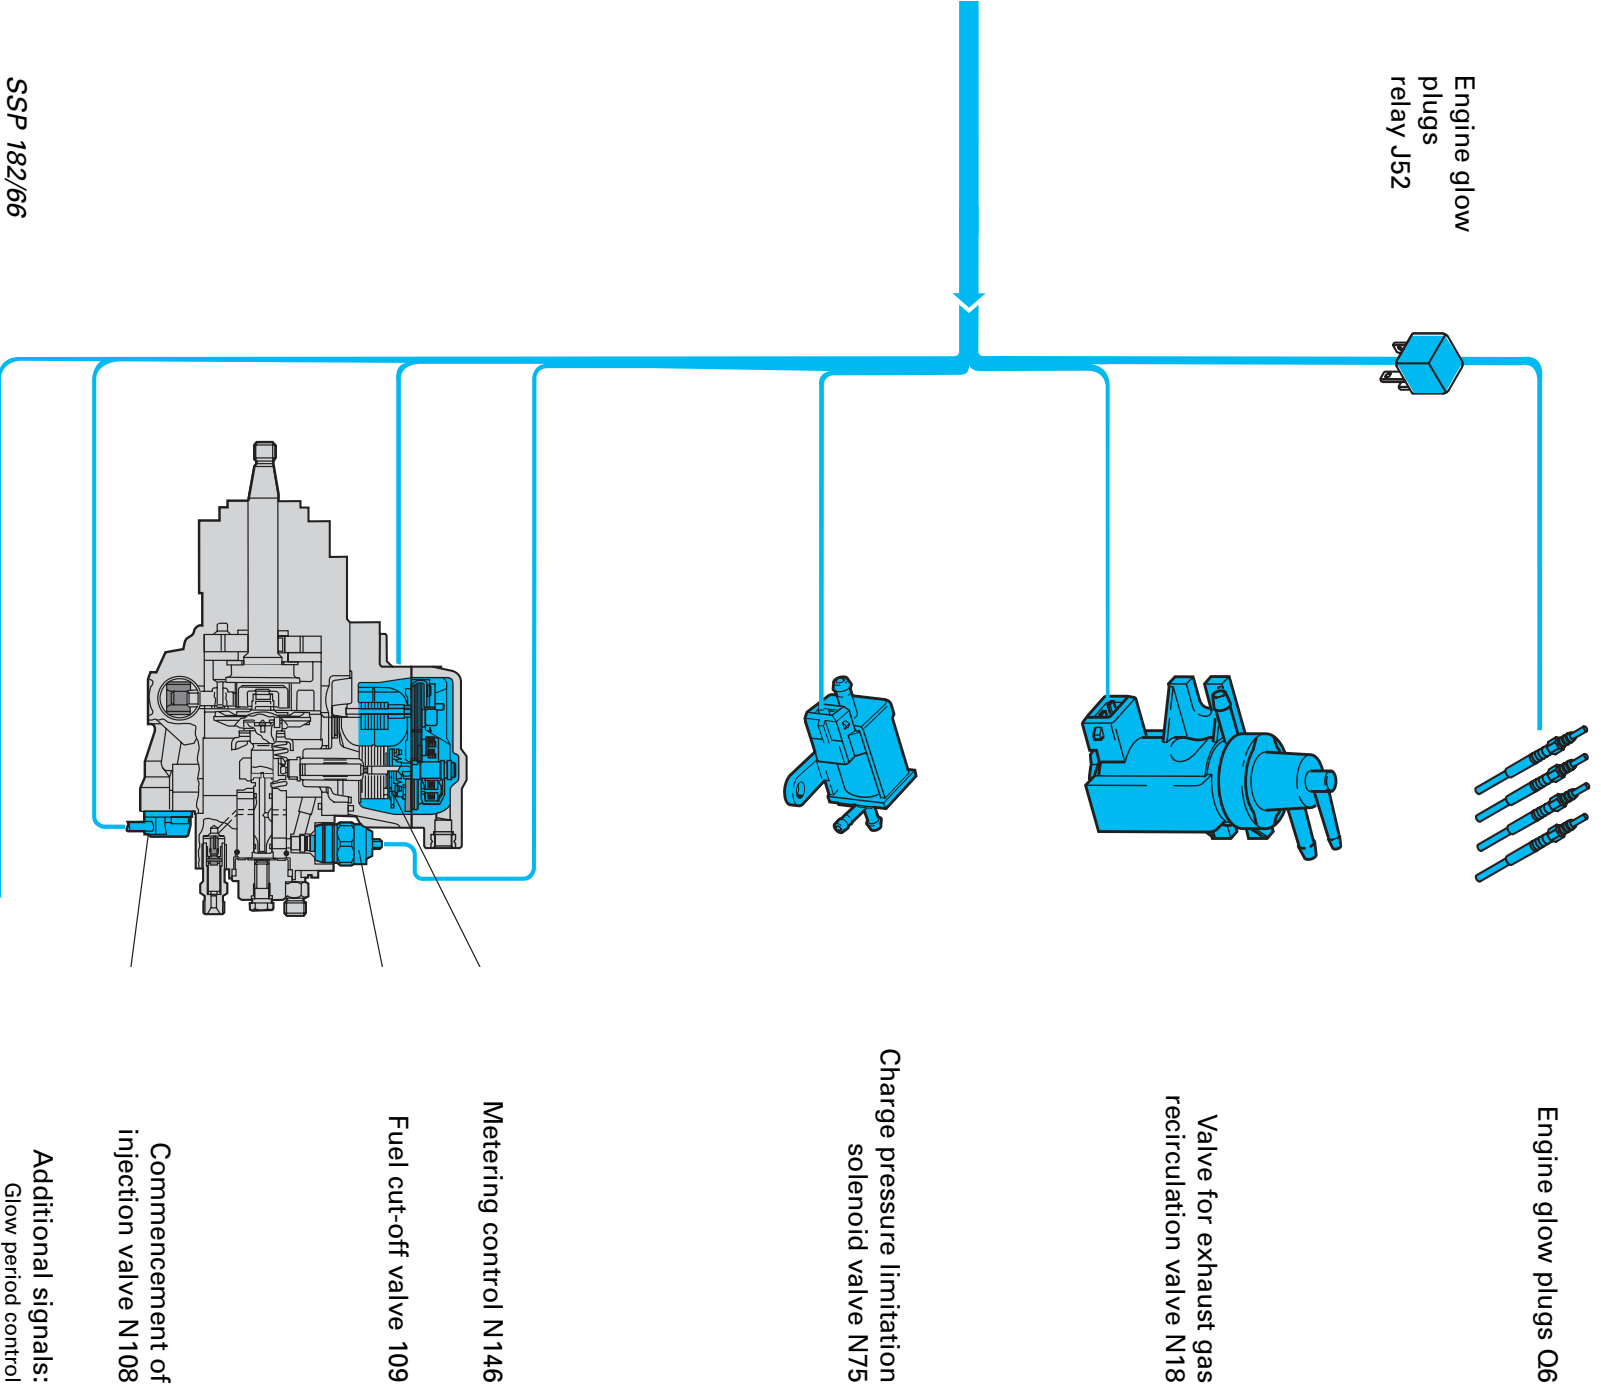 Engine glow
plugs
relay J52
Engine glow plugs Q6
Valve for exhaust gas
recirculation valve N18
Charge pressure limitation
solenoid valve N75
Metering control N146
Fuel cut-off valve 109
Commencement of
injection valve N108
Additional signals:
Glow period control
SSP 182/66